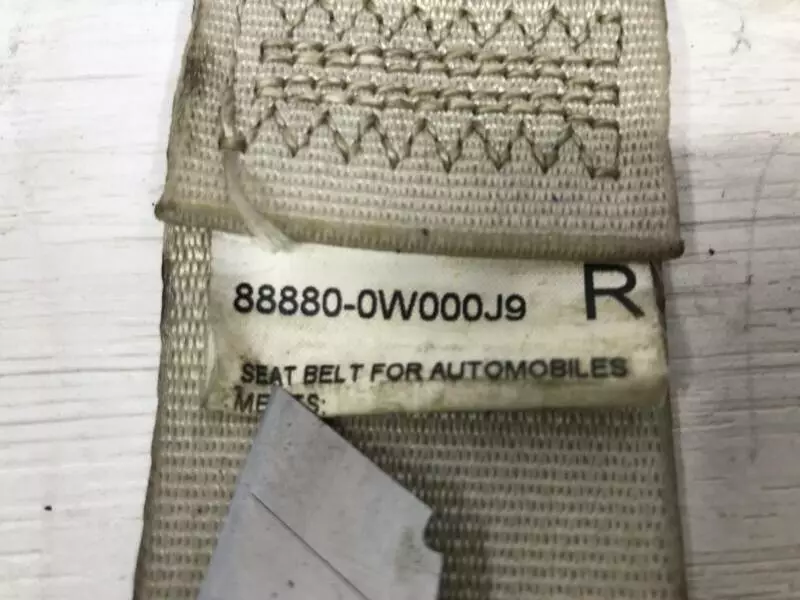 88880-0W000J9 R
SEAT BELT FOR AUTOMOBILES